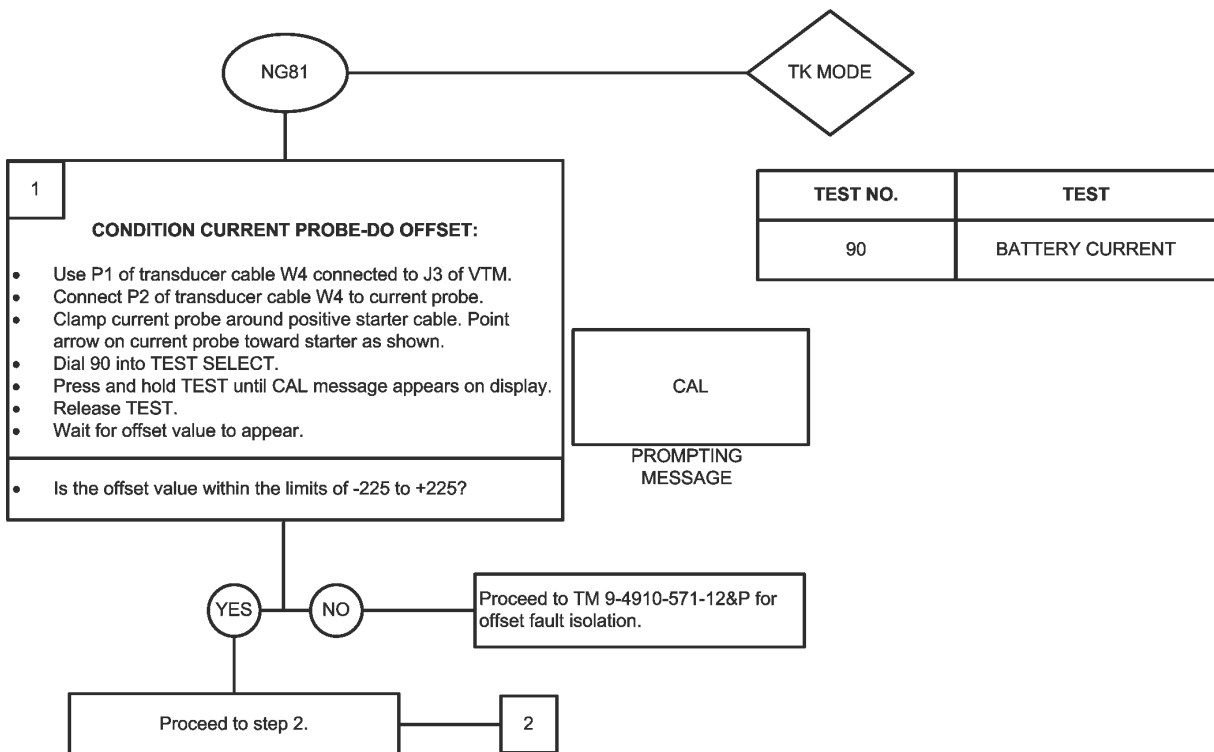 NG81
TK MODE
1
CONDITION CURRENT PROBE-DO OFFSET:
• Use P1 of transducer cable W4 connected to J3 of VTM.
• Connect P2 of transducer cable W4 to current probe.
• Clamp current probe around positive starter cable. Point
arrow on current probe toward starter as shown.
• Dial 90 into TEST SELECT.
• Press and hold TEST until CAL message appears on display.
• Release TEST.
• Wait for offset value to appear.
• Is the offset value within the limits of -225 to +225?
TEST NO. TEST
90 BATTERY CURRENT
CAL
PROMPTING
MESSAGE
YES
NO
Proceed to TM 9-4910-571-12&P for
offset fault isolation.
Proceed to step 2.
2